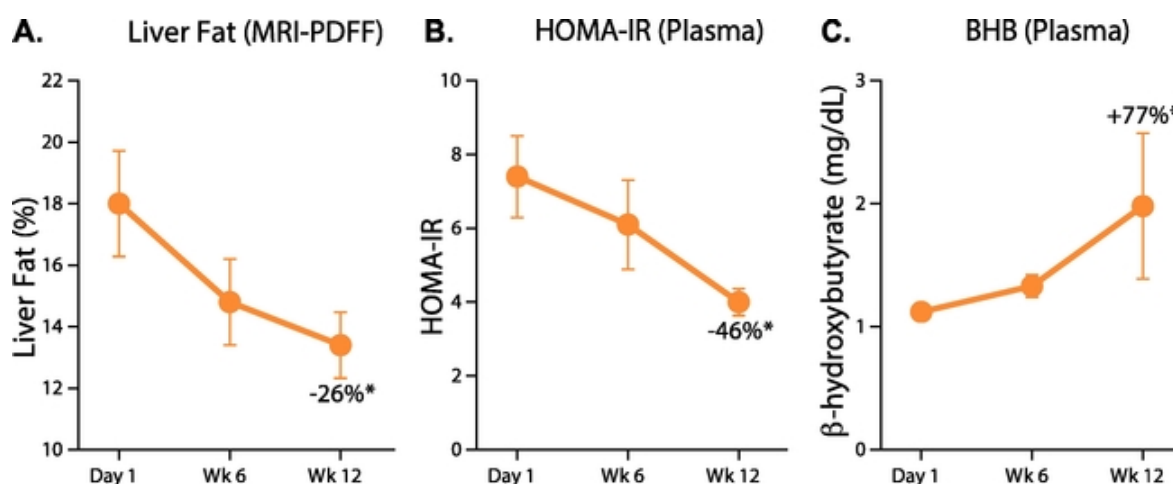 A. Liver Fat (MRI-PDFF)
Liver Fat (%)
22
20
18
16
14
12
10
-26%*
Day 1 Wk 6 Wk 12
B. HOMA-IR (Plasma)
HOMA-IR
10
8
6
4
2
0
-46%*
Day 1 Wk 6 Wk 12
C. BHB (Plasma)
β-hydroxybutyrate (mg/dL)
3
2
1
0
+77%*
Day 1 Wk 6 Wk 12